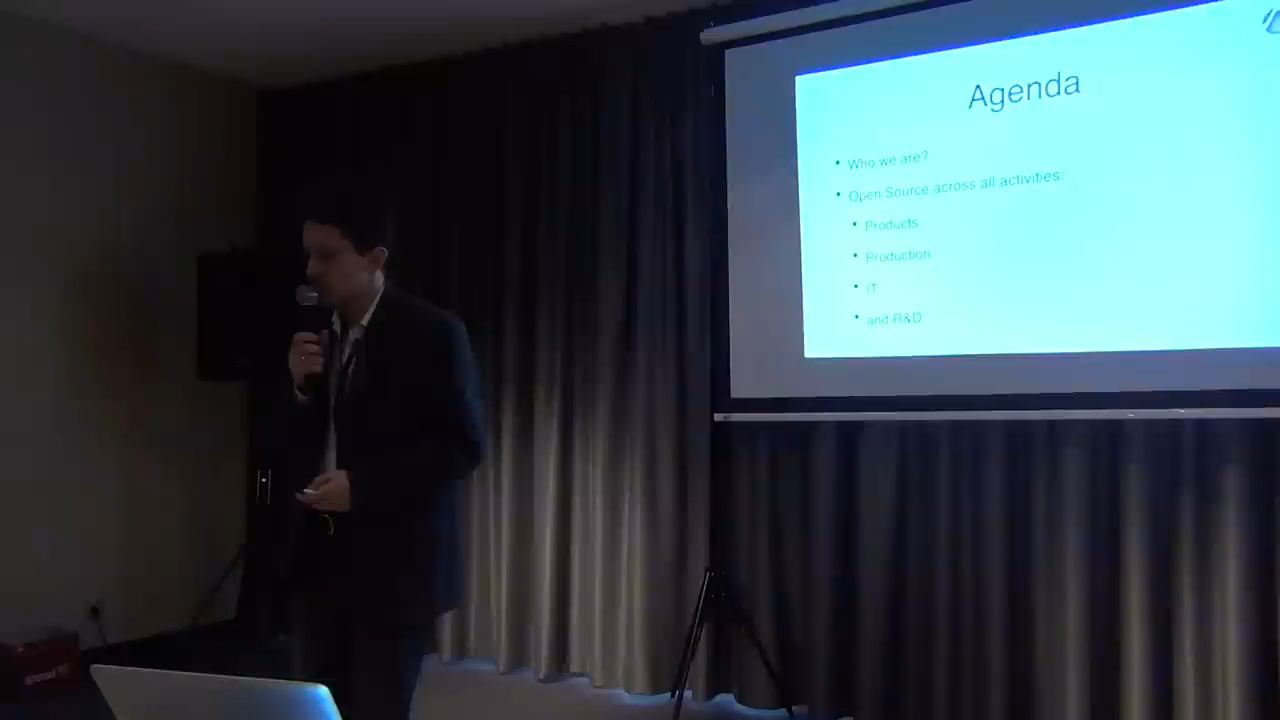 Agenda
• Who we are?
• Open Source across all activities:
• Products
• Production
• IT
• and R&D